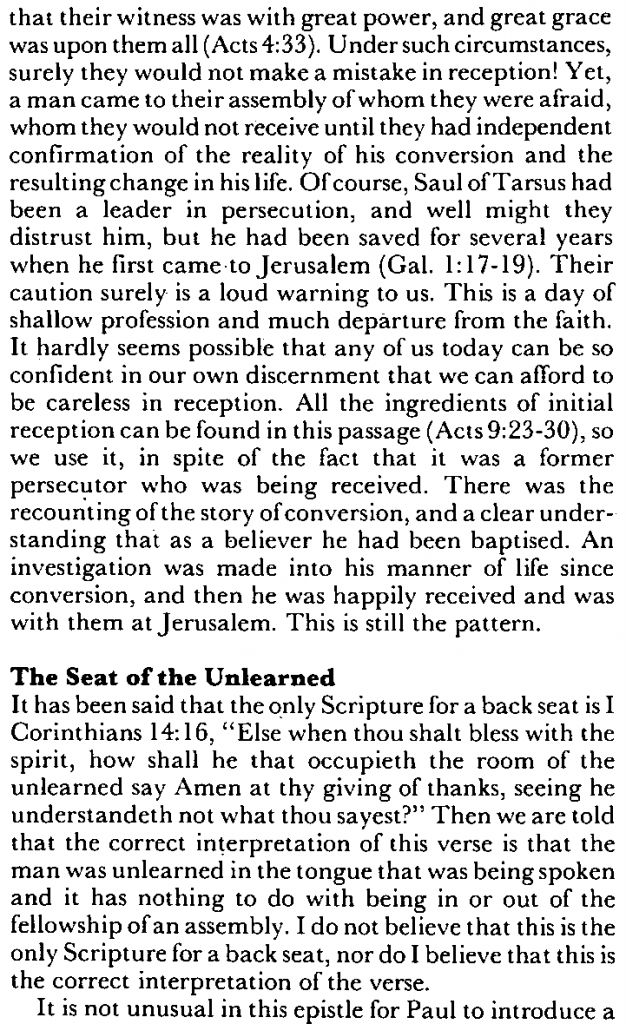 that their witness was with great power, and great grace
was upon them all (Acts 4:33). Under such circumstances,
surely they would not make a mistake in reception! Yet,
a man came to their assembly of whom they were afraid,
whom they would not receive until they had independent
confirmation of the reality of his conversion and the
resulting change in his life. Of course, Saul of Tarsus had
been a leader in persecution, and well might they
distrust him, but he had been saved for several years
when he first came to Jerusalem (Gal. 1:17-19). Their
caution surely is a loud warning to us. This is a day of
shallow profession and much departure from the faith.
It hardly seems possible that any of us today can be so
confident in our own discernment that we can afford to
be careless in reception. All the ingredients of initial
reception can be found in this passage (Acts 9:23-30), so
we use it, in spite of the fact that it was a former
persecutor who was being received. There was the
recounting of the story of conversion, and a clear under-
standing that as a believer he had been baptised. An
investigation was made into his manner of life since
conversion, and then he was happily received and was
with them at Jerusalem. This is still the pattern.
The Seat of the Unlearned
It has been said that the only Scripture for a back seat is I
Corinthians 14:16, “Else when thou shalt bless with the
spirit, how shall he that occupieth the room of the
unlearned say Amen at thy giving of thanks, seeing he
understandeth not what thou sayest?” Then we are told
that the correct interpretation of this verse is that the
man was unlearned in the tongue that was being spoken
and it has nothing to do with being in or out of the
fellowship of an assembly. I do not believe that this is the
only Scripture for a back seat, nor do I believe that this is
the correct interpretation of the verse.
It is not unusual in this epistle for Paul to introduce a